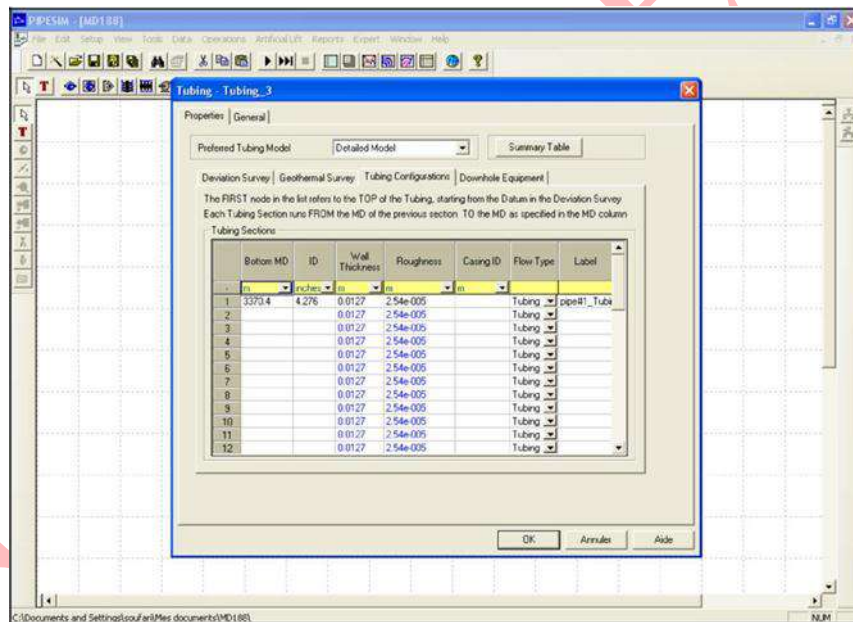 PIPESIM - [MD188]
File Edit Setup View Tools Data Operations Artificial Lift Reports Expert Window Help
Tubing - Tubing_3
Properties General
Preferred Tubing Model Detailed Model Summary Table
Deviation Survey Geothermal Survey Tubing Configurations Downhole Equipment
The FIRST node in the list refers to the TOP of the Tubing, starting from the Datum in the Deviation Survey
Each Tubing Section runs FROM the MD of the previous section TO the MD as specified in the MD column
Tubing Sections
Bottom MD ID Wall Thickness Roughness Casing ID Flow Type Label
m inches m m m
1 3370.4 4.276 0.0127 2.54e-005 Tubing pipe#1_Tubi
2 0.0127 2.54e-005 Tubing
3 0.0127 2.54e-005 Tubing
4 0.0127 2.54e-005 Tubing
5 0.0127 2.54e-005 Tubing
6 0.0127 2.54e-005 Tubing
7 0.0127 2.54e-005 Tubing
8 0.0127 2.54e-005 Tubing
9 0.0127 2.54e-005 Tubing
10 0.0127 2.54e-005 Tubing
11 0.0127 2.54e-005 Tubing
12 0.0127 2.54e-005 Tubing
OK Annuler Aide
C:\Documents and Settings\soufari\Mes documents\MD188\ NUM